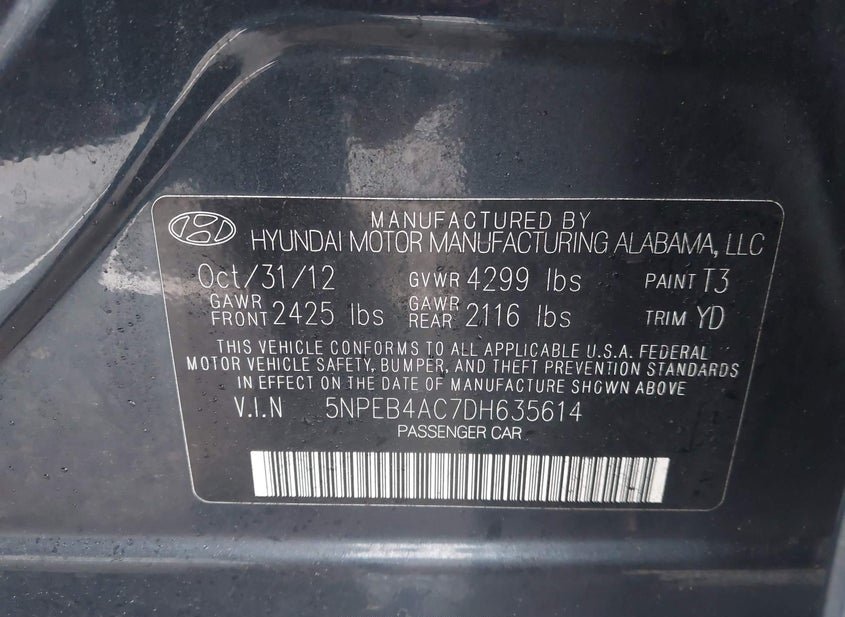 MANUFACTURED BY
HYUNDAI MOTOR MANUFACTURING ALABAMA, LLC
Oct/31/12 GVWR 4299 lbs PAINT T3
GAWR FRONT 2425 lbs GAWR REAR 2116 lbs TRIM YD
THIS VEHICLE CONFORMS TO ALL APPLICABLE U.S.A. FEDERAL
MOTOR VEHICLE SAFETY, BUMPER, AND THEFT PREVENTION STANDARDS
IN EFFECT ON THE DATE OF MANUFACTURE SHOWN ABOVE
V.I.N 5NPEB4AC7DH635614
PASSENGER CAR